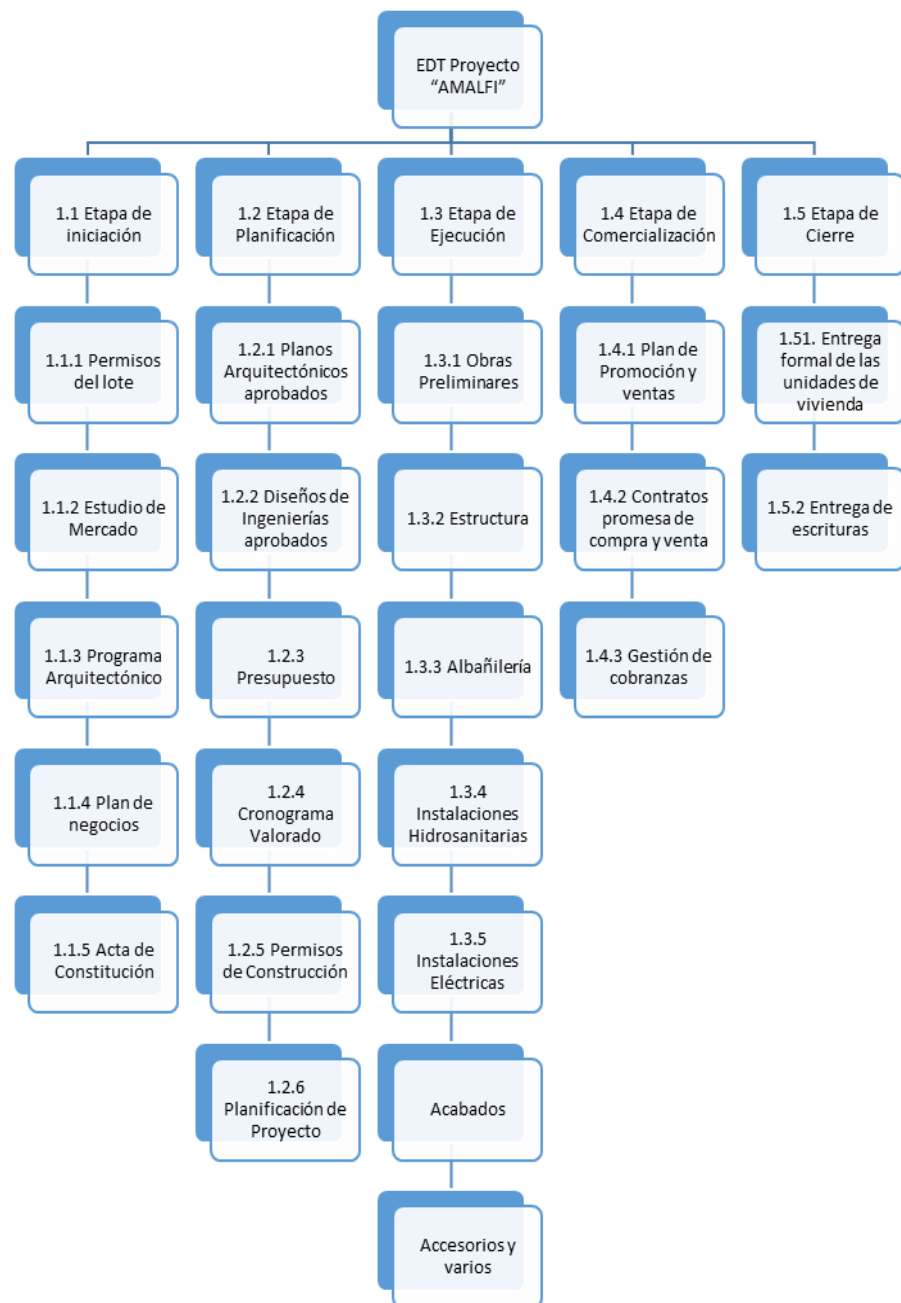 EDT Proyecto
“AMALFI”
1.1 Etapa de
iniciación
1.2 Etapa de
Planificación
1.3 Etapa de
Ejecución
1.4 Etapa de
Comercialización
1.5 Etapa de
Cierre
1.1.1 Permisos
del lote
1.2.1 Planos
Arquitectónicos
aprobados
1.3.1 Obras
Preliminares
1.4.1 Plan de
Promoción y
ventas
1.51. Entrega
formal de las
unidades de
vivienda
1.1.2 Estudio de
Mercado
1.2.2 Diseños de
Ingenierías
aprobados
1.3.2 Estructura
1.4.2 Contratos
promesa de
compra y venta
1.5.2 Entrega de
escrituras
1.1.3 Programa
Arquitectónico
1.2.3
Presupuesto
1.3.3 Albañilería
1.4.3 Gestión de
cobranzas
1.1.4 Plan de
negocios
1.2.4
Cronograma
Valorado
1.3.4
Instalaciones
Hidrosanitarias
1.1.5 Acta de
Constitución
1.2.5 Permisos
de Construcción
1.3.5
Instalaciones
Eléctricas
1.2.6
Planificación de
Proyecto
Acabados
Accesorios y
varios